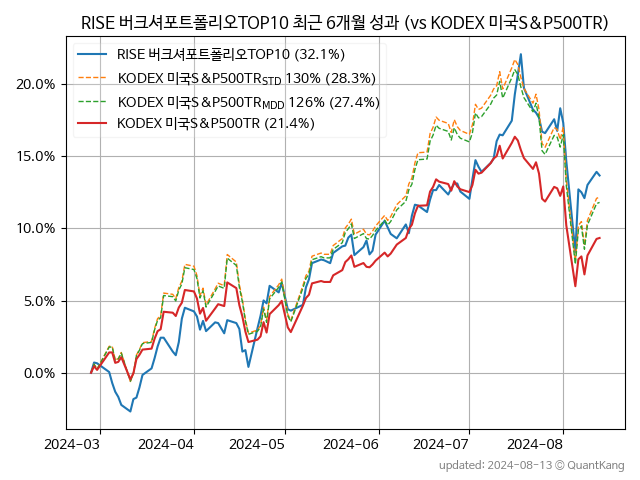 RISE 버크셔포트폴리오TOP10 최근 6개월 성과 (vs KODEX 미국S&P500TR)
RISE 버크셔포트폴리오TOP10 (32.1%)
KODEX 미국S&P500TR_STD 130% (28.3%)
KODEX 미국S&P500TR_MDD 126% (27.4%)
KODEX 미국S&P500TR (21.4%)
20.0%
15.0%
10.0%
5.0%
0.0%
2024-03 2024-04 2024-05 2024-06 2024-07 2024-08
updated: 2024-08-13 ⓒ QuantKang